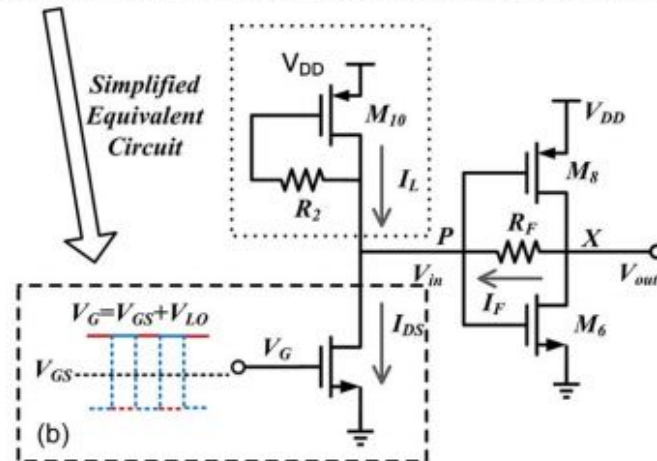 Simplified
Equivalent
Circuit
V_DD
M_10
R_2
I_L
V_DD
M_8
P
R_F
X
V_in
V_out
I_F
M_6
V_G=V_GS+V_LO
V_GS
V_G
I_DS
(b)